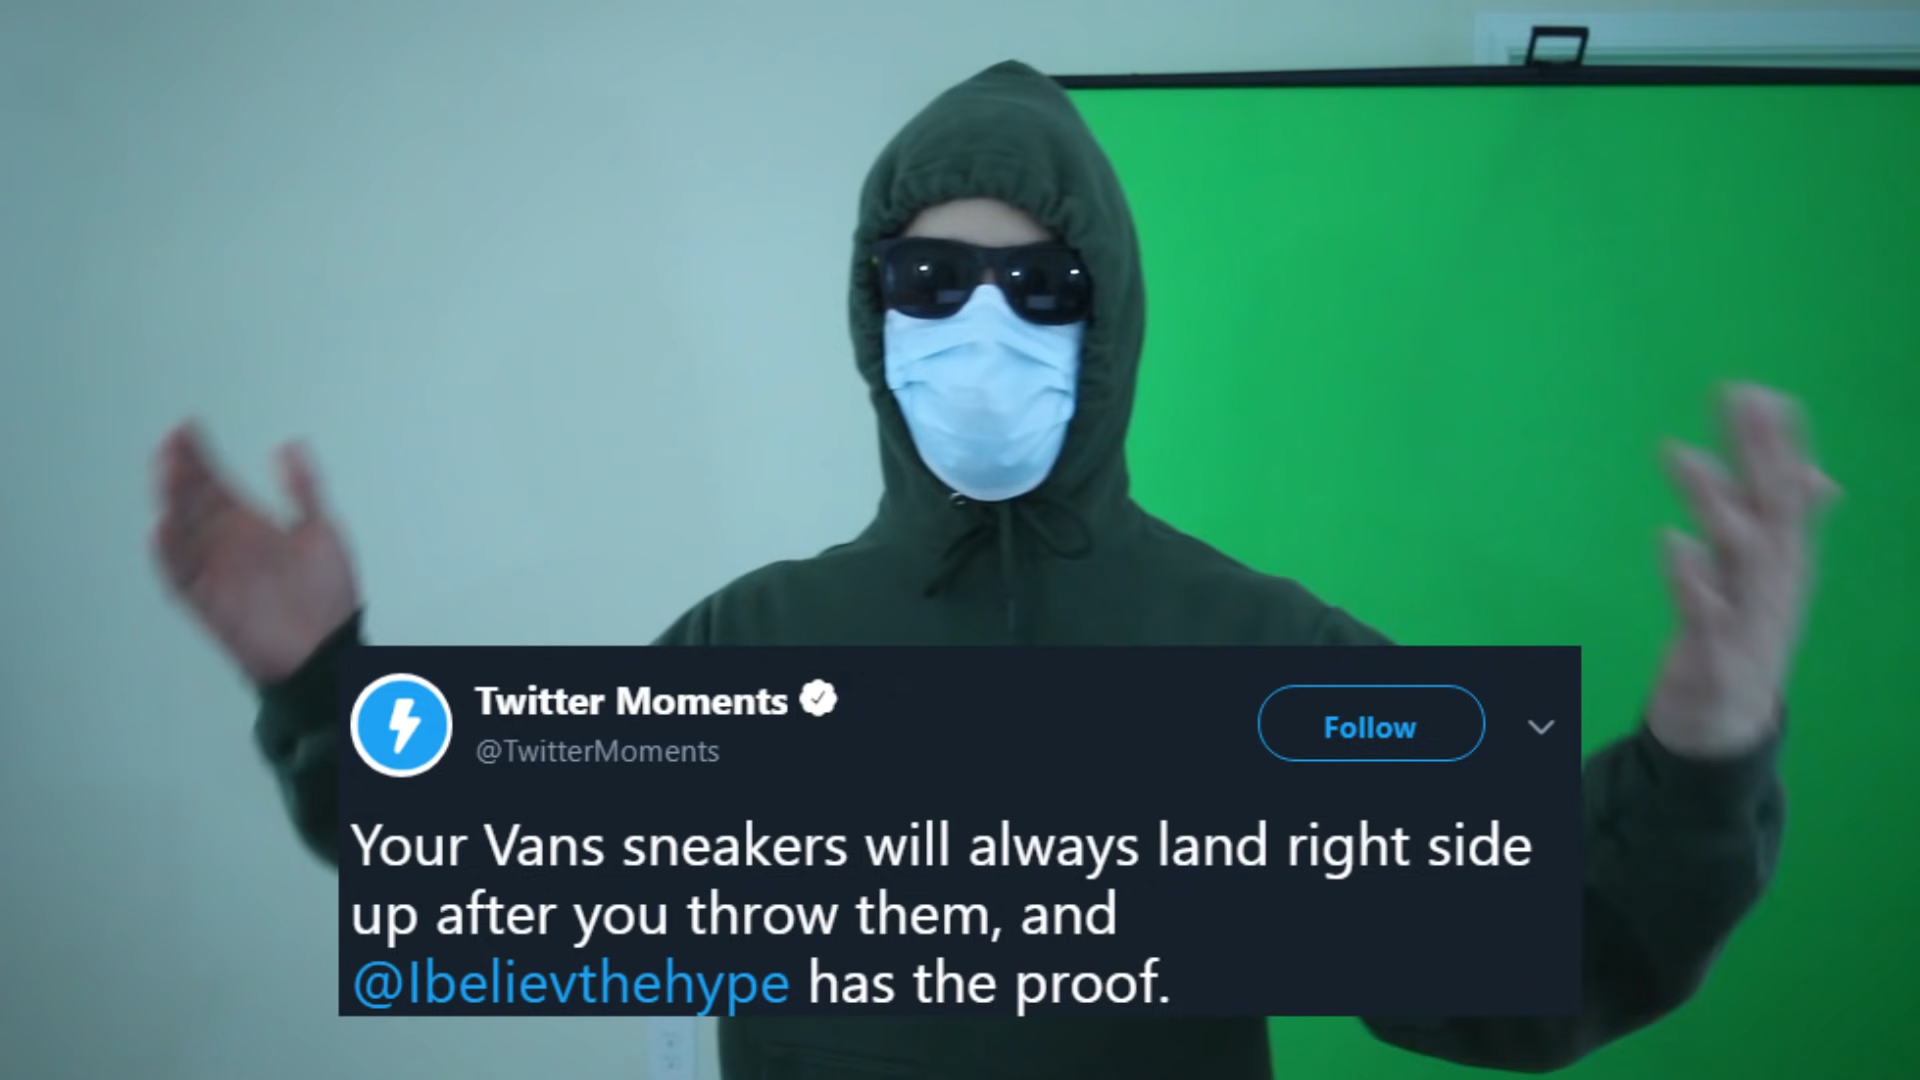 Twitter Moments
@TwitterMoments
Follow
Your Vans sneakers will always land right side
up after you throw them, and
@Ibelievthehype has the proof.